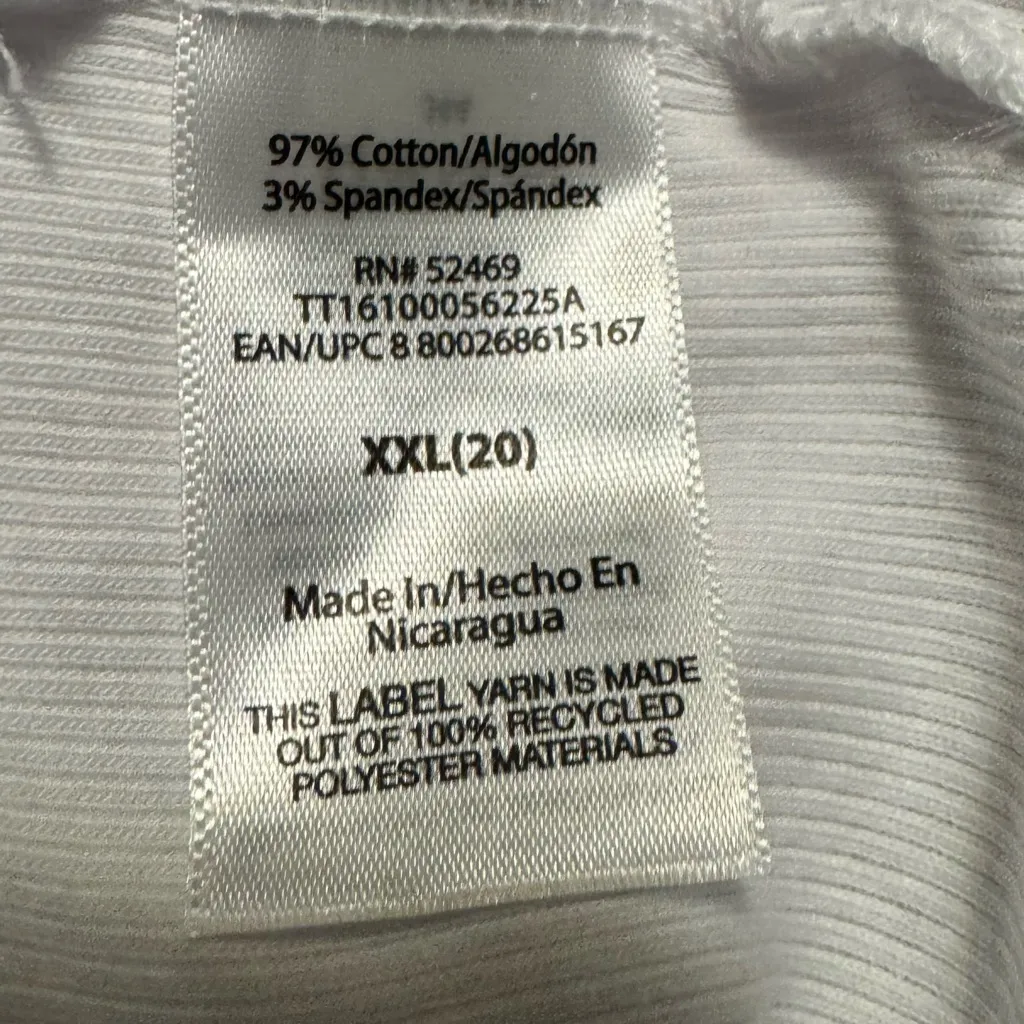 97% Cotton/Algodón
3% Spandex/Spándex
RN# 52469
TT16100056225A
EAN/UPC 8 800268615167
XXL(20)
Made In/Hecho En
Nicaragua
THIS LABEL YARN IS MADE
OUT OF 100% RECYCLED
POLYESTER MATERIALS